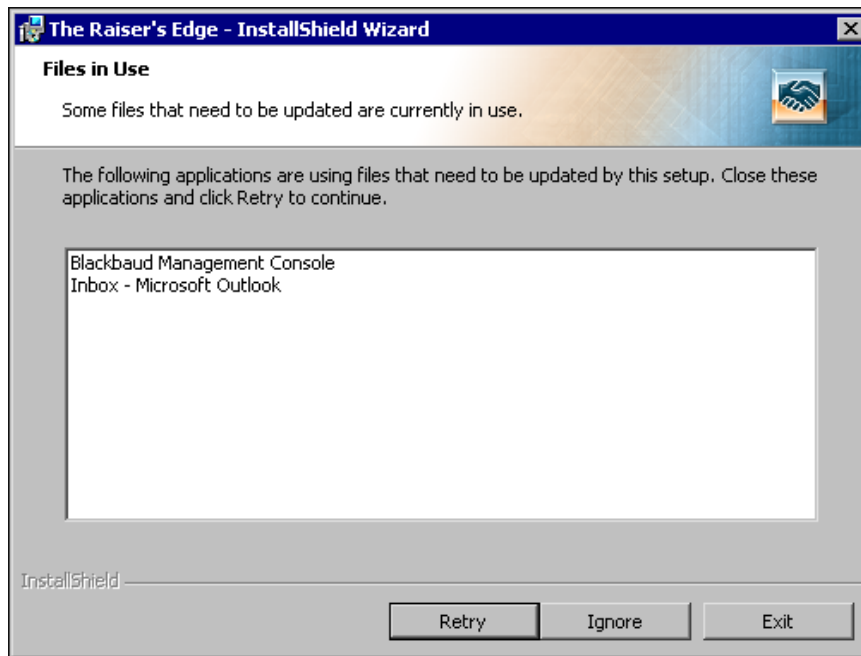 The Raiser's Edge - InstallShield Wizard
Files in Use
Some files that need to be updated are currently in use.
The following applications are using files that need to be updated by this setup. Close these
applications and click Retry to continue.
Blackbaud Management Console
Inbox - Microsoft Outlook
InstallShield
Retry
Ignore
Exit